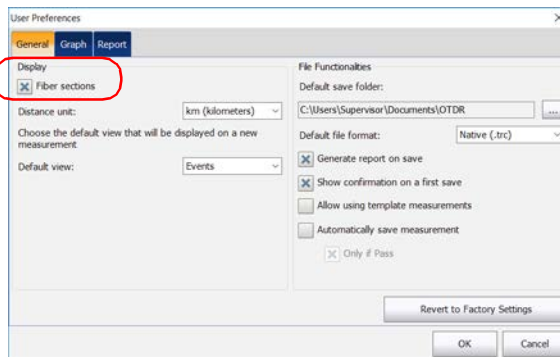 User Preferences
General Graph Report
Display
Fiber sections
Distance unit: km (kilometers)
Choose the default view that will be displayed on a new
measurement
Default view: Events
File Functionalties
Default save folder:
C:\Users\Supervisor\Documents\OTDR ...
Default file format: Native (.trc)
Generate report on save
Show confirmation on a first save
Allow using template measurements
Automatically save measurement
Only if Pass
Revert to Factory Settings
OK Cancel